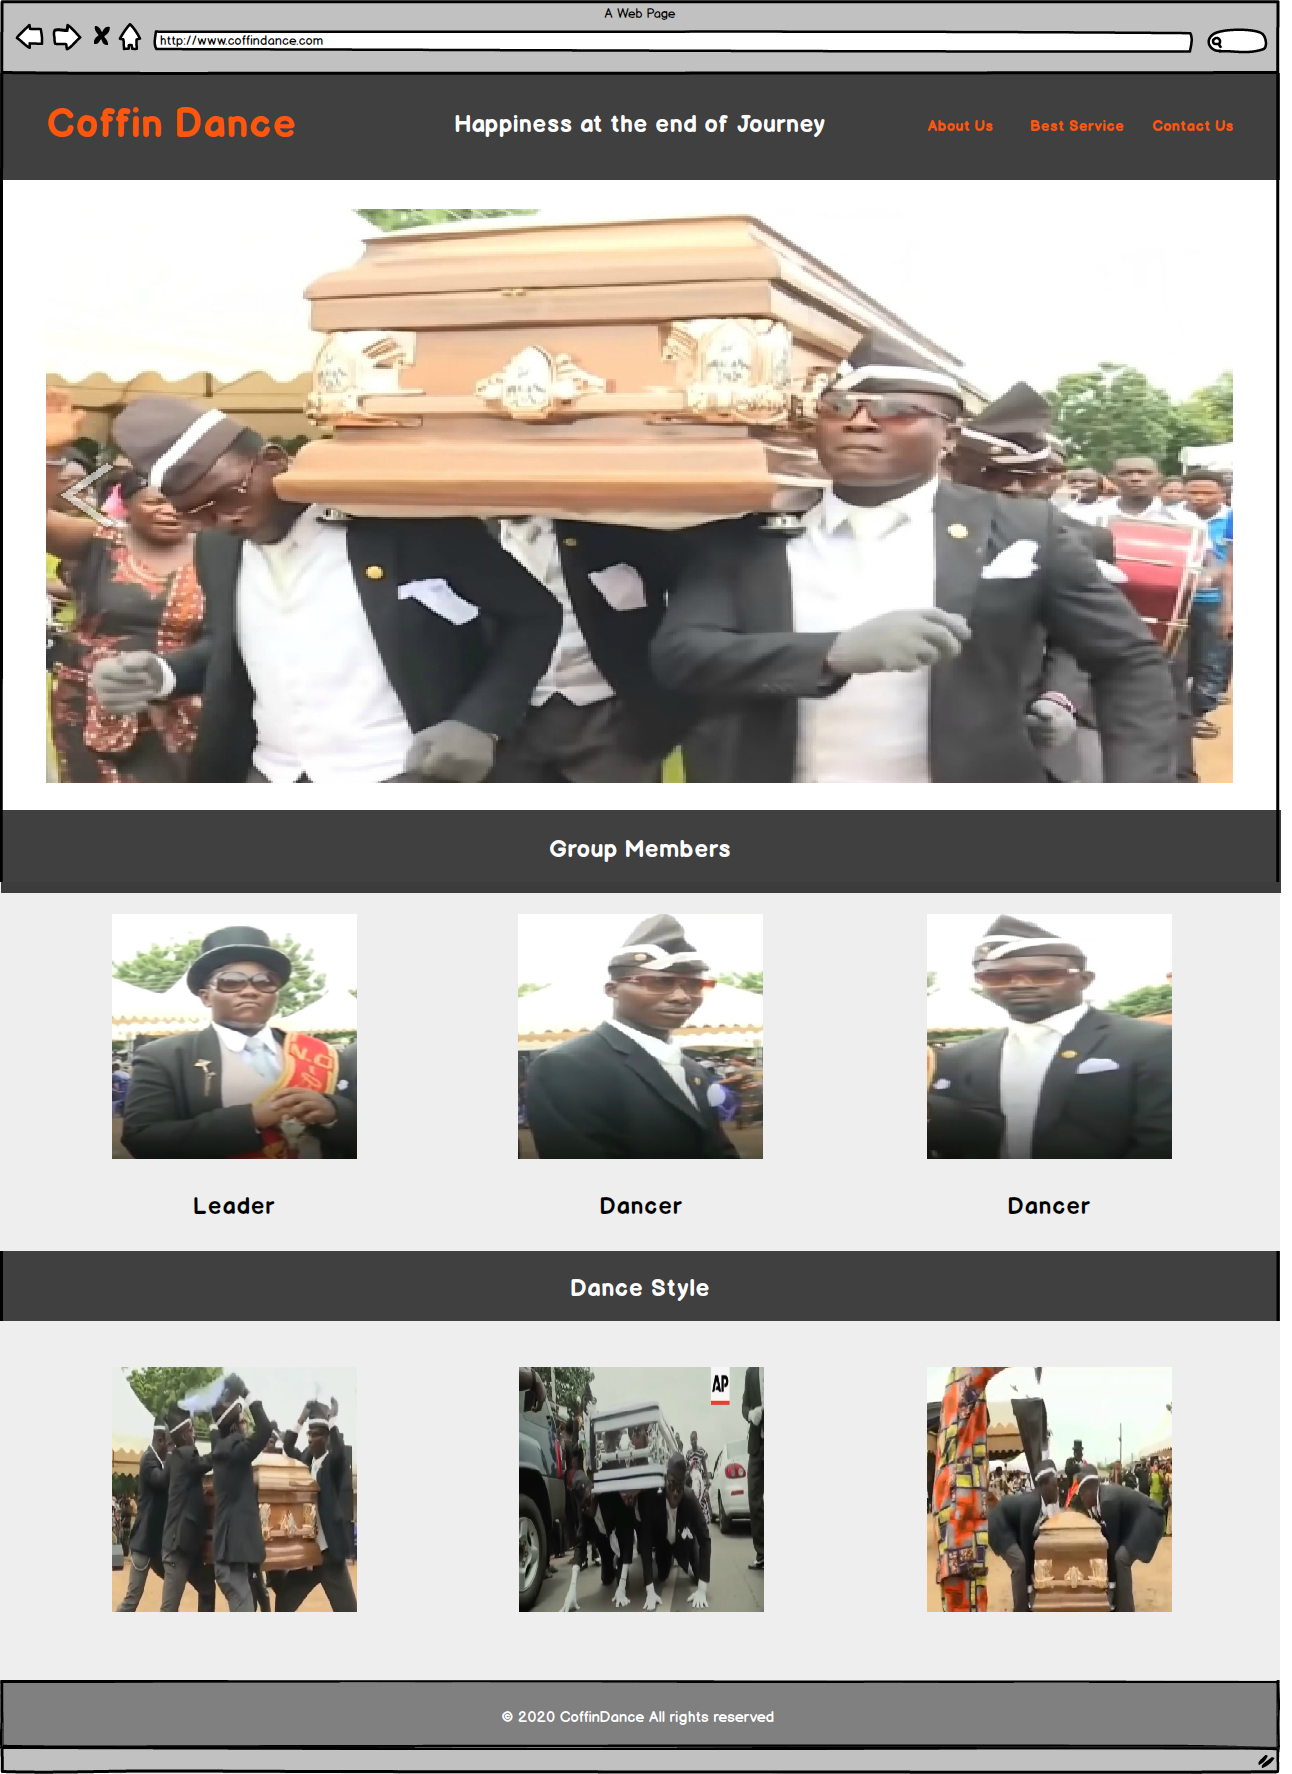 A Web Page
http://www.coffindance.com
Coffin Dance
Happiness at the end of Journey
About Us
Best Service
Contact Us
Group Members
N.O
Leader
Dancer
Dancer
Dance Style
AP
© 2020 CoffinDance All rights reserved